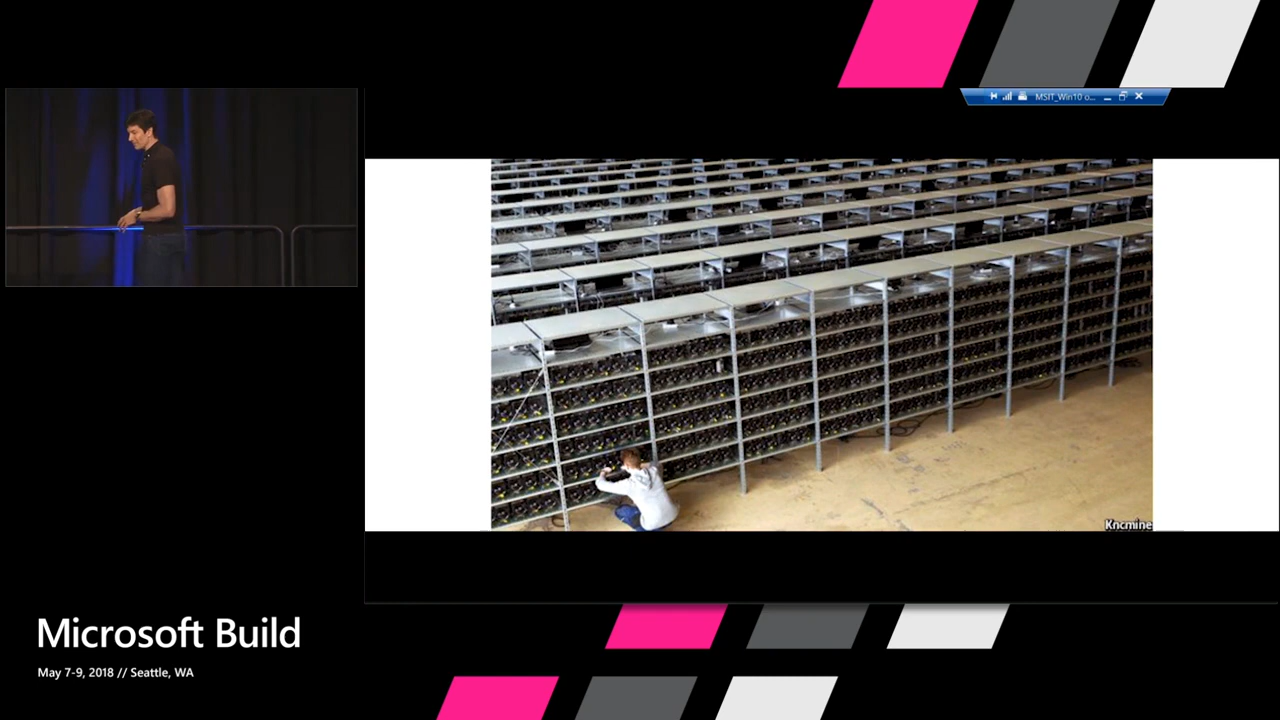 MSIT_Win10 o...
Kncmine
Microsoft Build
May 7-9, 2018 // Seattle, WA